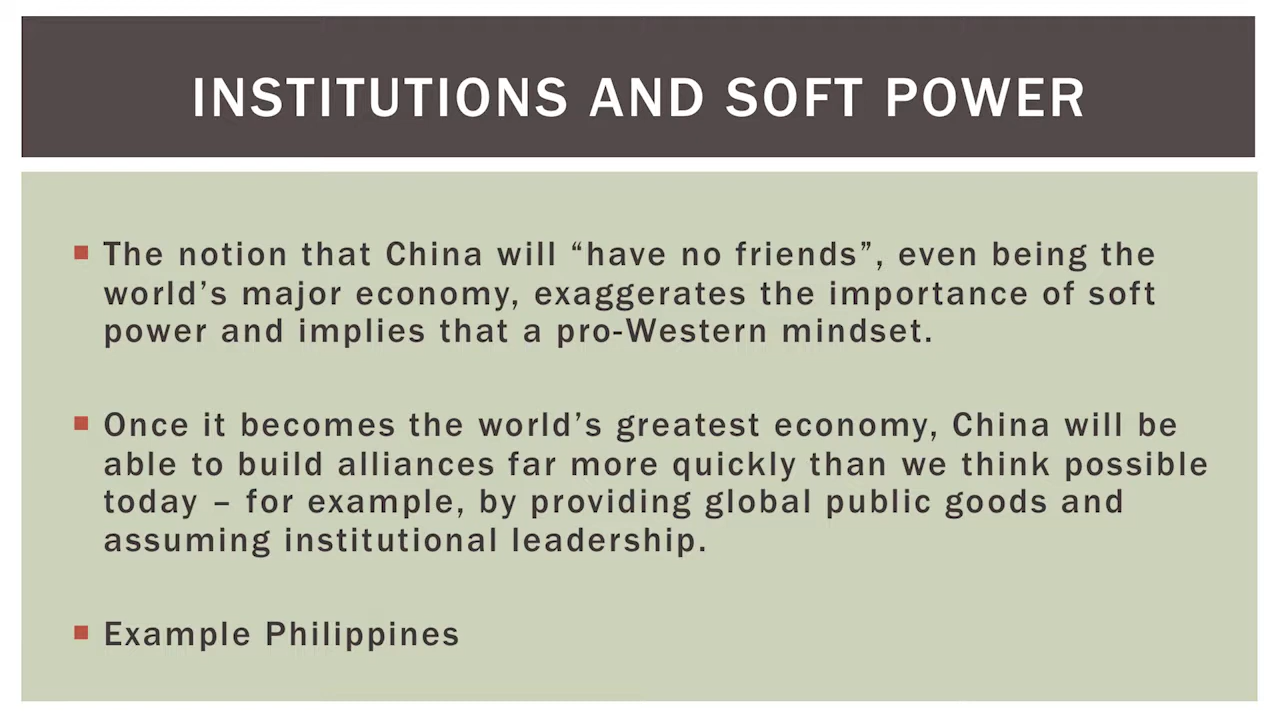 INSTITUTIONS AND SOFT POWER
The notion that China will “have no friends”, even being the
world’s major economy, exaggerates the importance of soft
power and implies that a pro-Western mindset.
Once it becomes the world’s greatest economy, China will be
able to build alliances far more quickly than we think possible
today – for example, by providing global public goods and
assuming institutional leadership.
Example Philippines